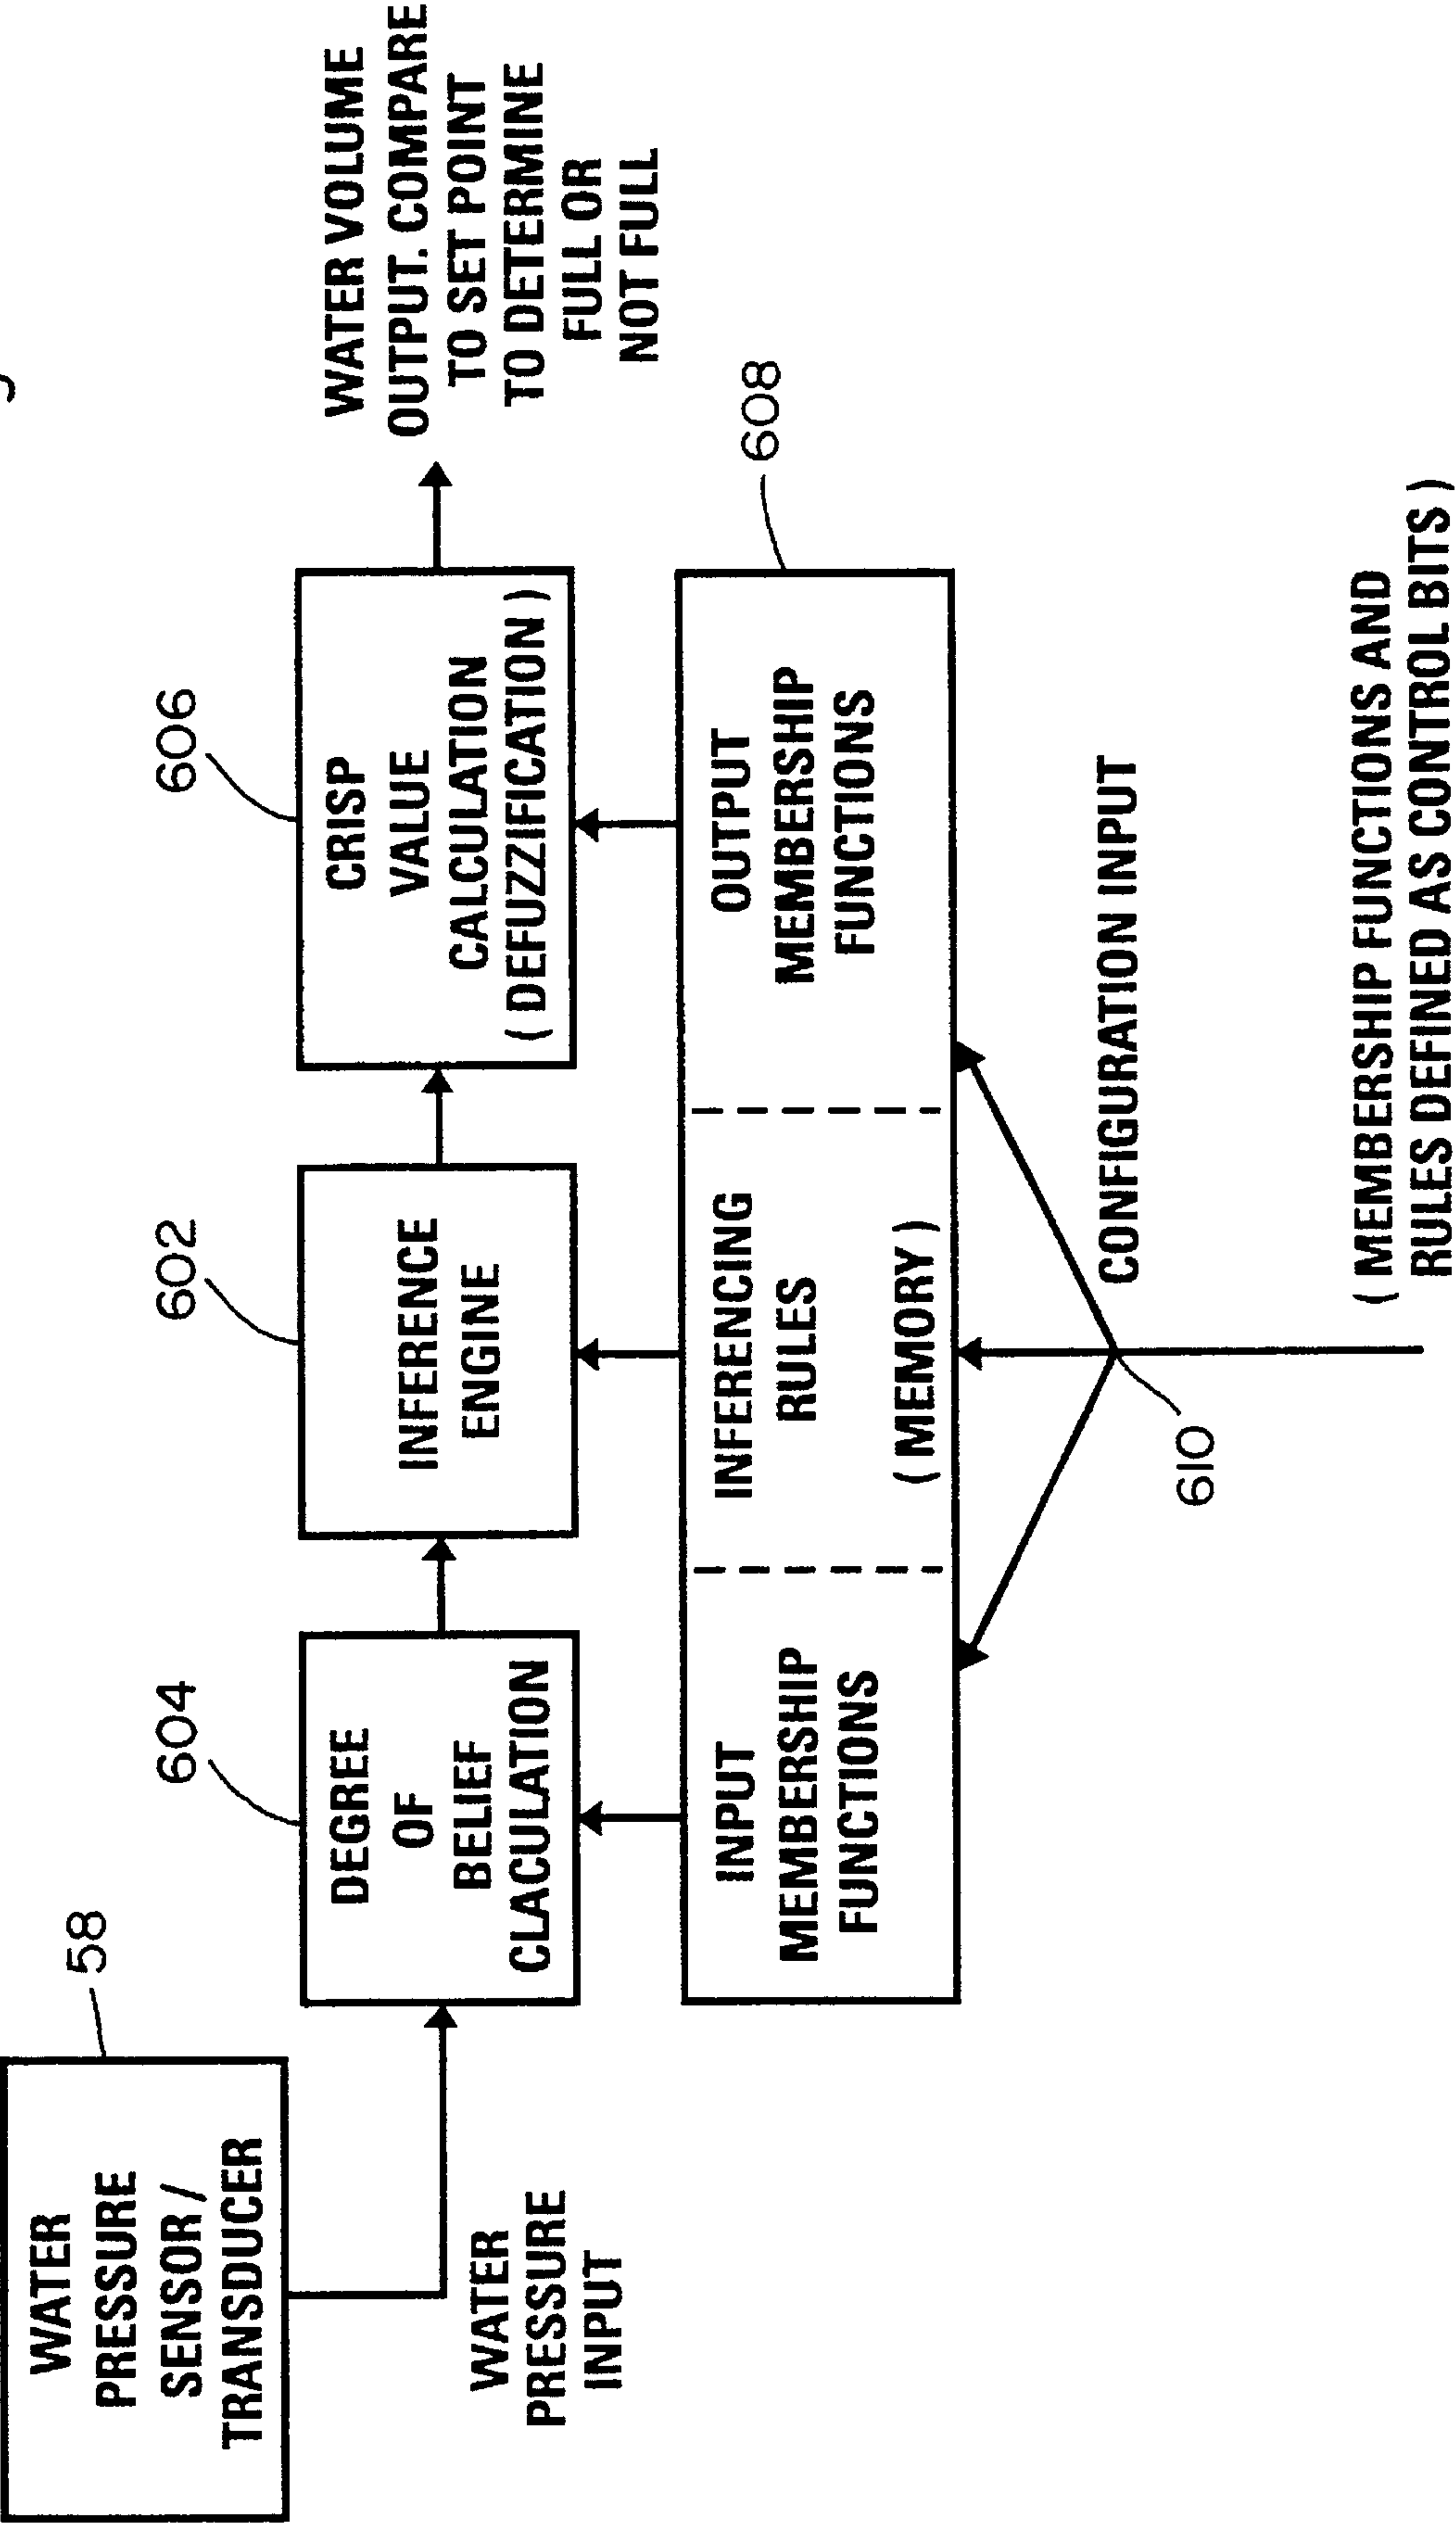 58
WATER
PRESSURE
SENSOR /
TRANSDUCER
WATER
PRESSURE
INPUT
604
DEGREE
OF
BELIEF
CLACULATION
602
INFERENCE
ENGINE
606
CRISP
VALUE
CALCULATION
( DEFUZZIFICATION )
WATER VOLUME
OUTPUT. COMPARE
TO SET POINT
TO DETERMINE
FULL OR
NOT FULL
608
INPUT
MEMBERSHIP
FUNCTIONS
INFERENCING
RULES
( MEMORY )
OUTPUT
MEMBERSHIP
FUNCTIONS
610
CONFIGURATION INPUT
( MEMBERSHIP FUNCTIONS AND
RULES DEFINED AS CONTROL BITS )